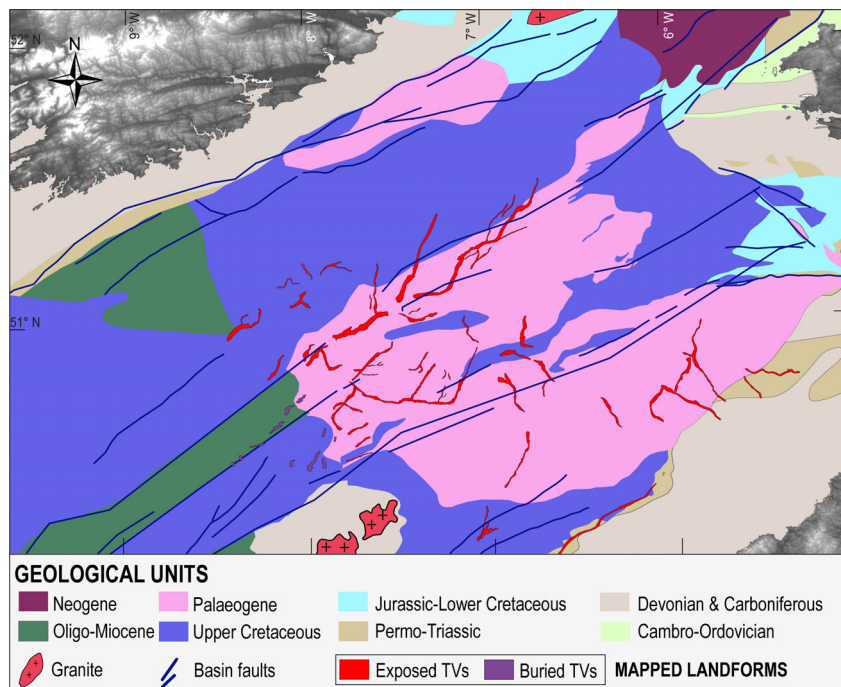 9° W
8° W
7° W
6° W
52° N
N
51° N
GEOLOGICAL UNITS
Neogene Palaeogene Jurassic-Lower Cretaceous Devonian & Carboniferous
Oligo-Miocene Upper Cretaceous Permo-Triassic Cambro-Ordovician
Granite Basin faults Exposed TVs Buried TVs MAPPED LANDFORMS